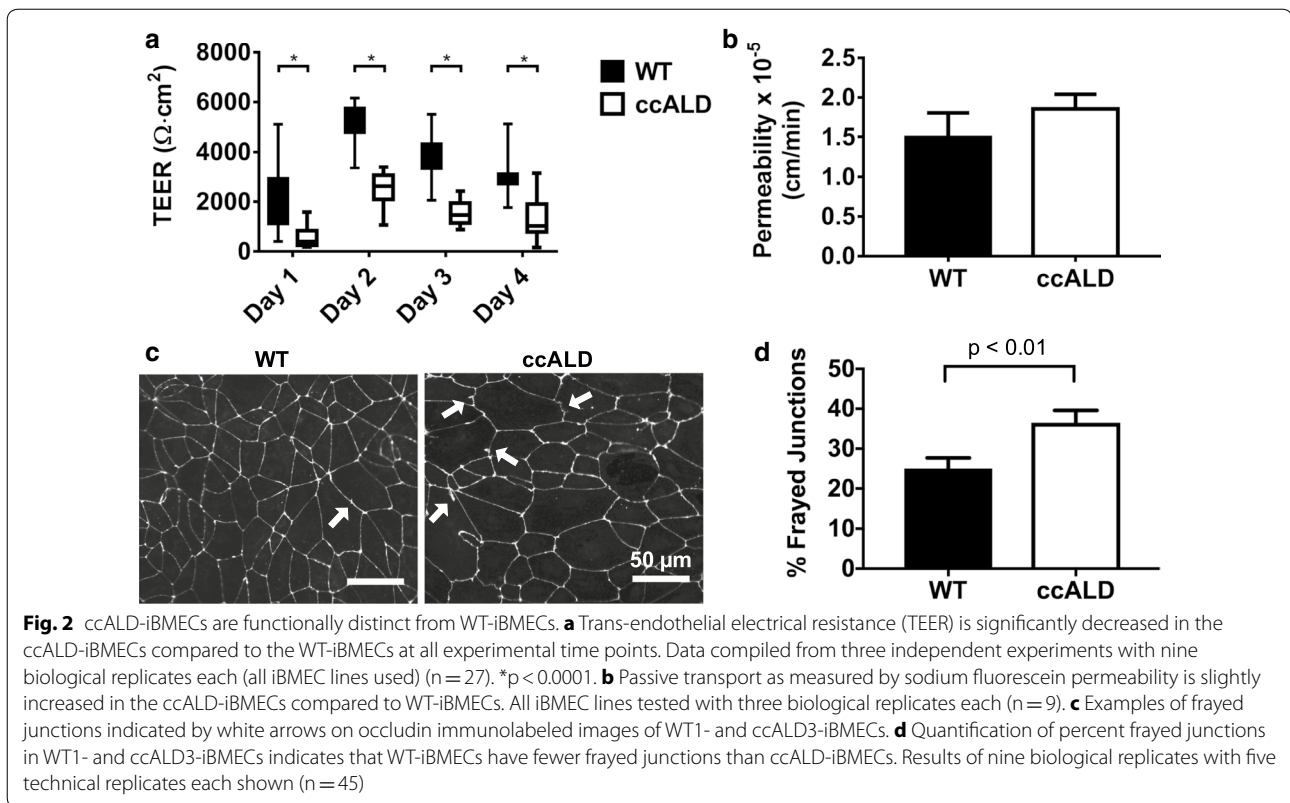 a
8000
6000
4000
2000
0
TEER (Ω·cm²)
* * * *
Day 1 Day 2 Day 3 Day 4
WT
ccALD
b
2.5
2.0
1.5
1.0
0.5
0.0
Permeability x 10⁻⁵
(cm/min)
WT ccALD
c
WT ccALD
50 µm
d
p < 0.01
50
40
30
20
10
0
% Frayed Junctions
WT ccALD
Fig. 2 ccALD-iBMECs are functionally distinct from WT-iBMECs. a Trans-endothelial electrical resistance (TEER) is significantly decreased in the
ccALD-iBMECs compared to the WT-iBMECs at all experimental time points. Data compiled from three independent experiments with nine
biological replicates each (all iBMEC lines used) (n = 27). *p < 0.0001. b Passive transport as measured by sodium fluorescein permeability is slightly
increased in the ccALD-iBMECs compared to WT-iBMECs. All iBMEC lines tested with three biological replicates each (n = 9). c Examples of frayed
junctions indicated by white arrows on occludin immunolabeled images of WT1- and ccALD3-iBMECs. d Quantification of percent frayed junctions
in WT1- and ccALD3-iBMECs indicates that WT-iBMECs have fewer frayed junctions than ccALD-iBMECs. Results of nine biological replicates with five
technical replicates each shown (n = 45)